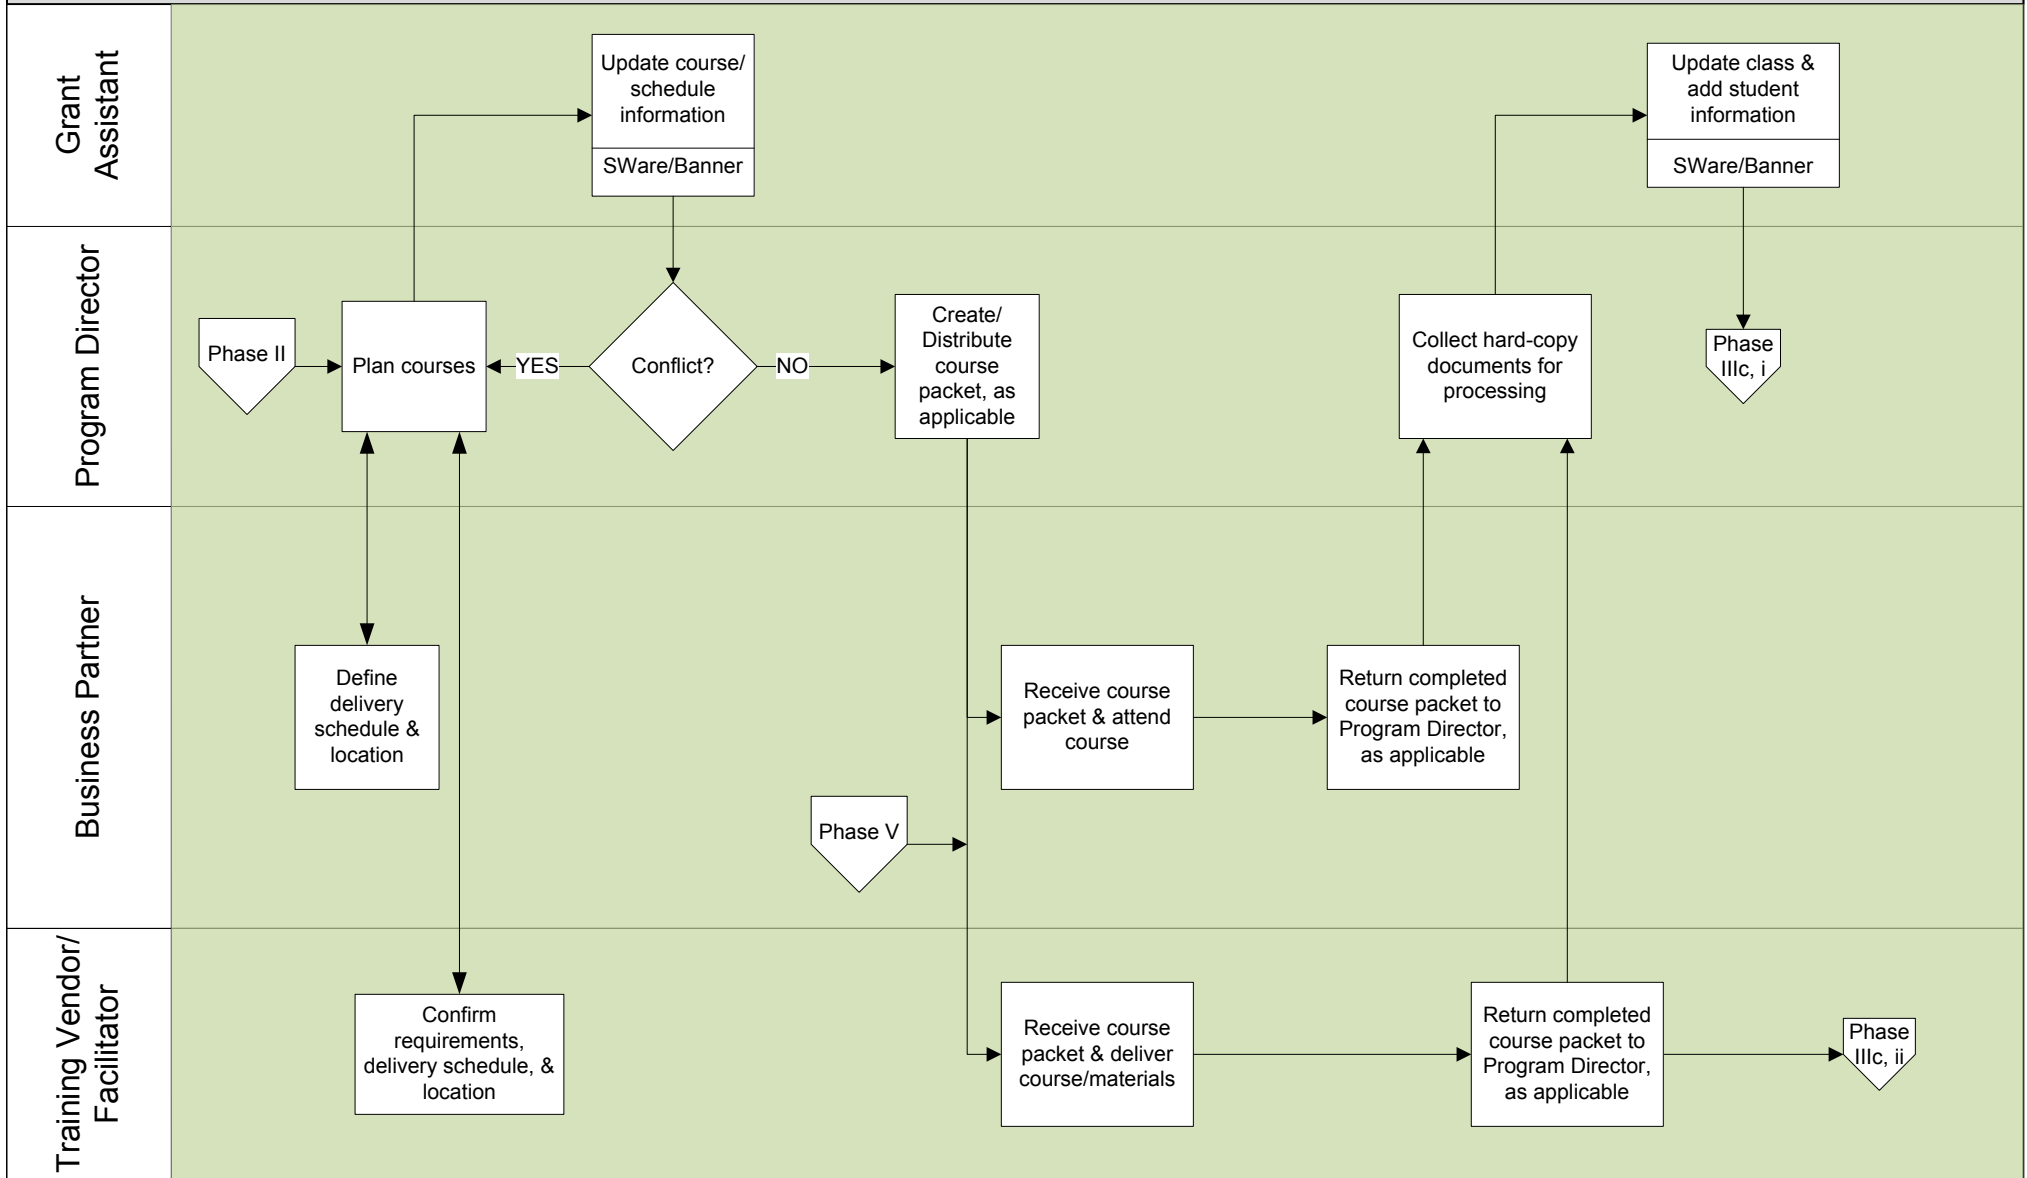 Grant
Assistant
Update course/
schedule
information
SWare/Banner
Update class &
add student
information
SWare/Banner
Program Director
Phase II
Plan courses
YES
Conflict?
NO
Create/
Distribute
course
packet, as
applicable
Collect hard-copy
documents for
processing
Phase
IIIc, i
Business Partner
Define
delivery
schedule &
location
Receive course
packet & attend
course
Return completed
course packet to
Program Director,
as applicable
Phase V
Training Vendor/
Facilitator
Confirm
requirements,
delivery schedule, &
location
Receive course
packet & deliver
course/materials
Return completed
course packet to
Program Director,
as applicable
Phase
IIIc, ii